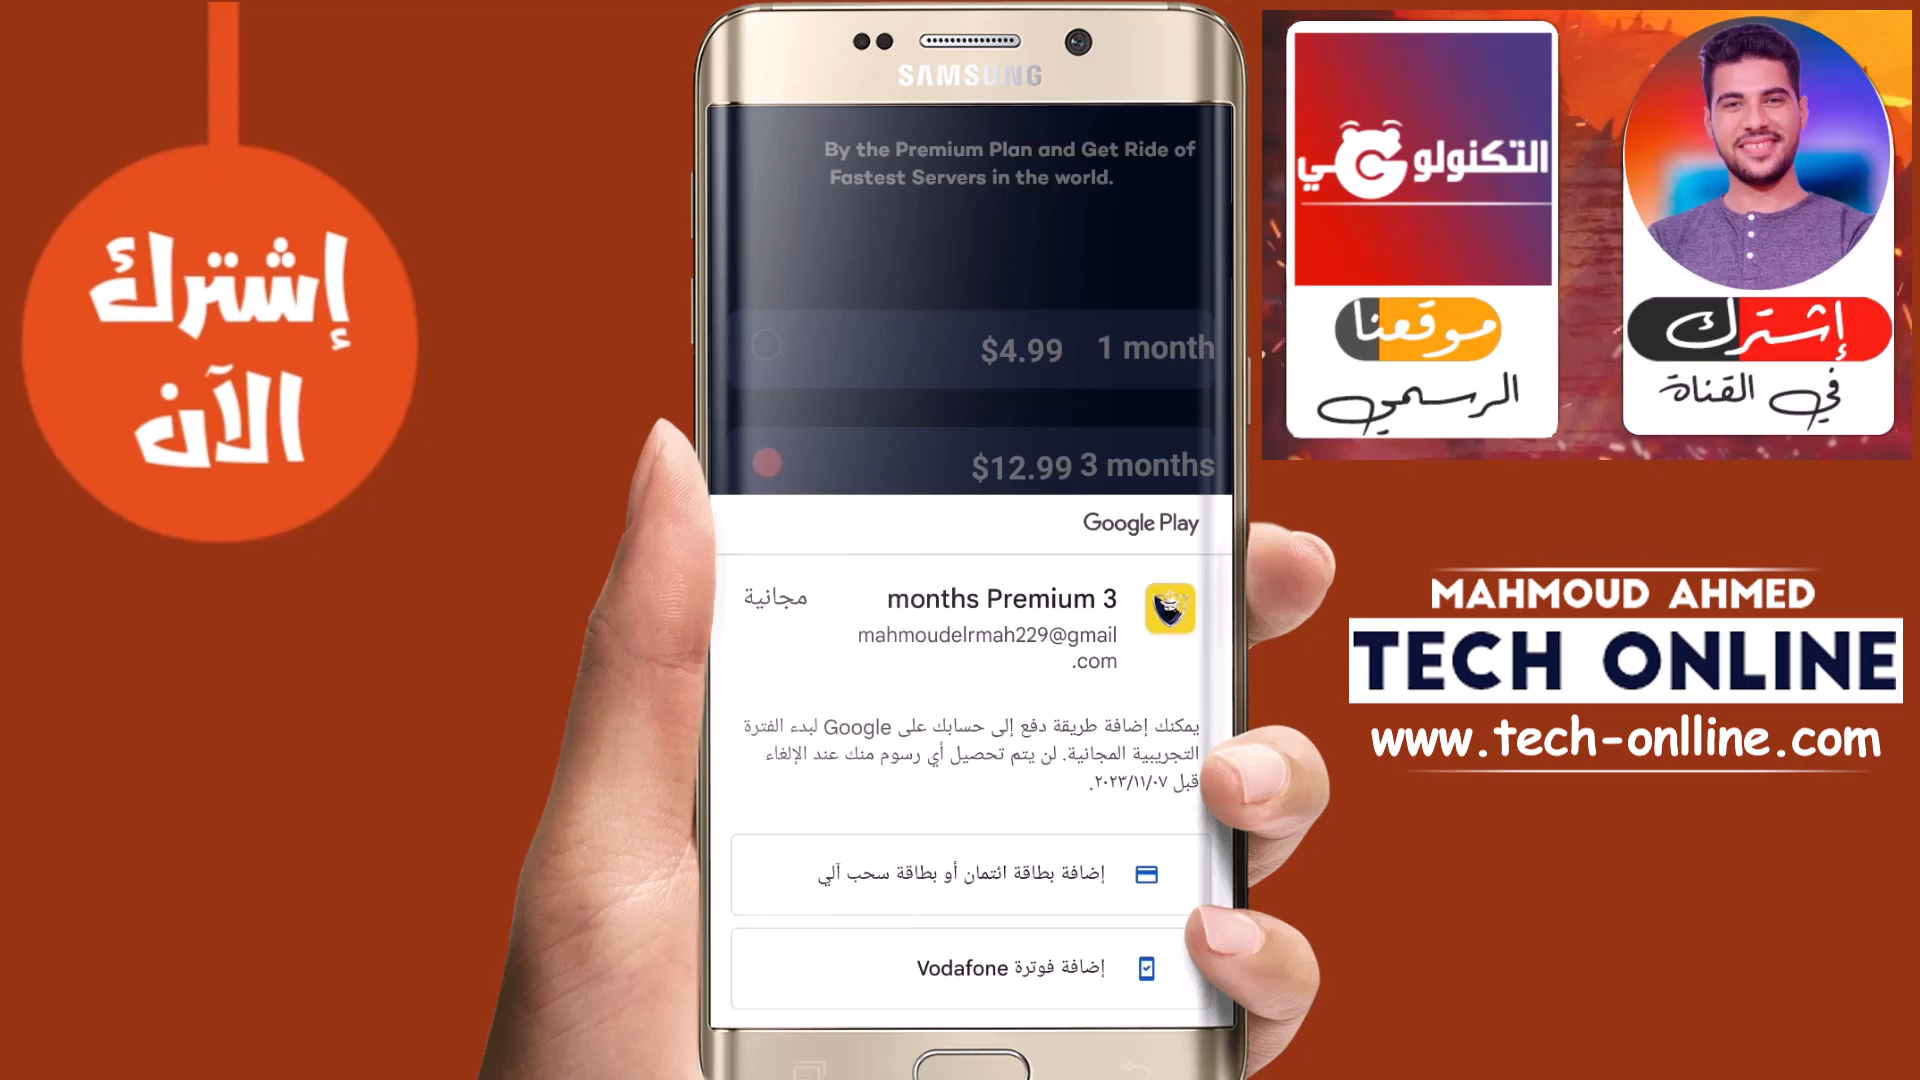 إشترك
الآن
SAMSUNG
By the Premium Plan and Get Ride of
Fastest Servers in the world.
$4.99 1 month
$12.99 3 months
Google Play
months Premium 3
مجانية
mahmoudelrmah229@gmail
.com
يمكنك إضافة طريقة دفع إلى حسابك على Google لبدء الفترة
التجريبية المجانية. لن يتم تحصيل أي رسوم منك عند الإلغاء
قبل ٢٠٢٣/١١/٠٧.
إضافة بطاقة ائتمان أو بطاقة سحب آلي
إضافة فوترة Vodafone
التكنولوجي
موقعنا
الرسمي
إشترك
في القناة
MAHMOUD AHMED
TECH ONLINE
www.tech-onlline.com